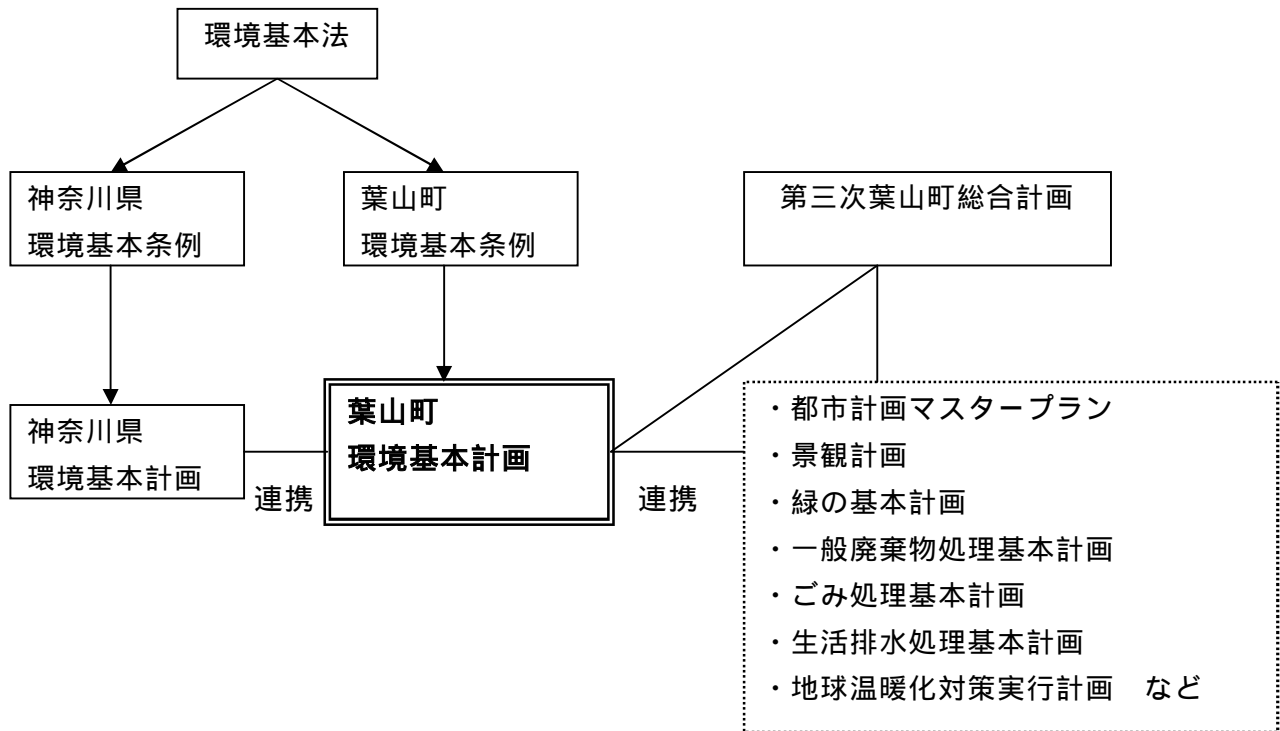 環境基本法
神奈川県
環境基本条例
葉山町
環境基本条例
第三次葉山町総合計画
神奈川県
環境基本計画
連携
葉山町
環境基本計画
連携
・都市計画マスタープラン
・景観計画
・緑の基本計画
・一般廃棄物処理基本計画
・ごみ処理基本計画
・生活排水処理基本計画
・地球温暖化対策実行計画　など